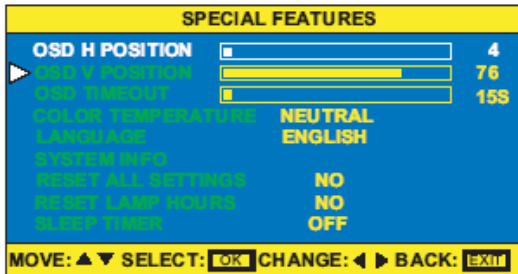 SPECIAL FEATURES
OSD H POSITION 4
OSD V POSITION 76
OSD TIMEOUT 15S
COLOR TEMPERATURE NEUTRAL
LANGUAGE ENGLISH
SYSTEM INFO
RESET ALL SETTINGS NO
RESET LAMP HOURS NO
SLEEP TIMER OFF
MOVE: ▲ ▼ SELECT: OK CHANGE: ◀ ▶ BACK: EXIT